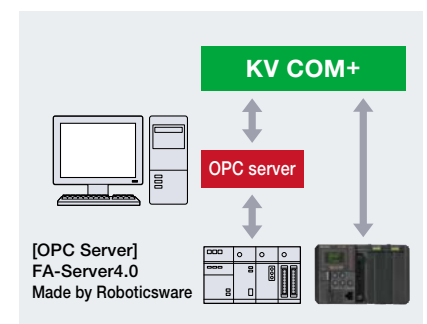 KV COM+
OPC server
[OPC Server]
FA-Server4.0
Made by Roboticsware